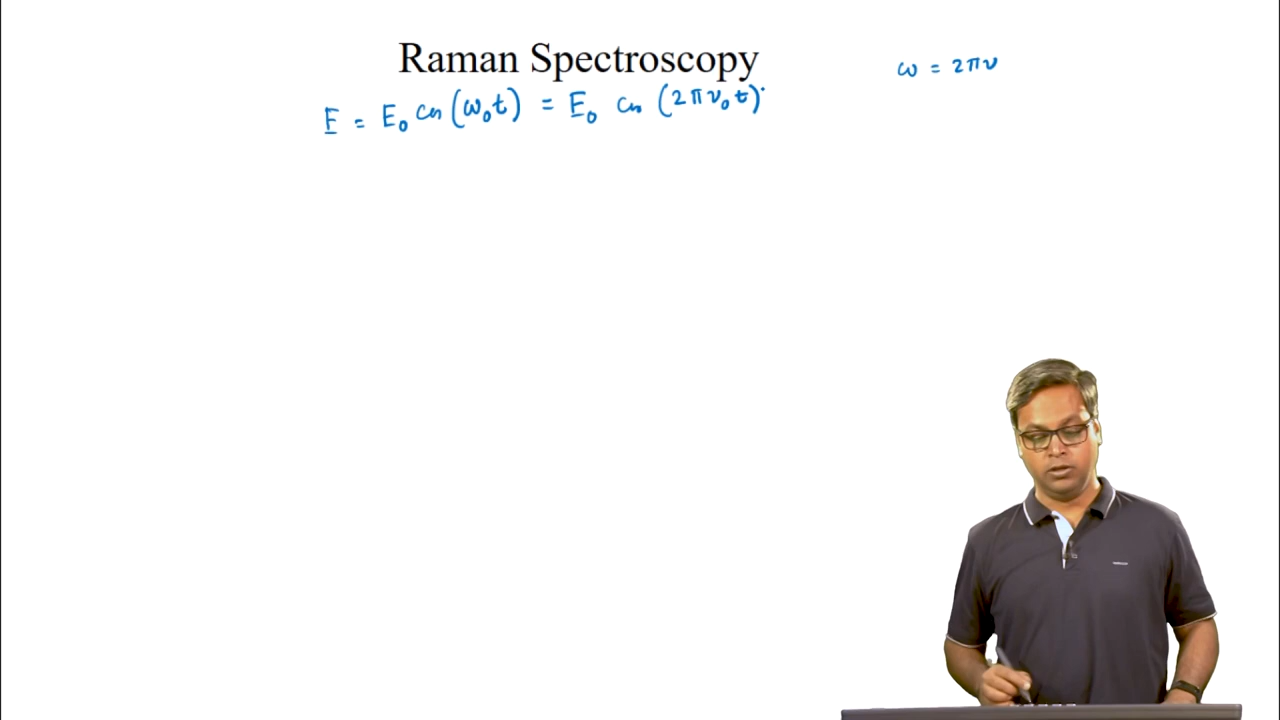 Raman Spectroscopy
ω = 2πν
E = E₀ cos(ω₀t) = E₀ cos (2πν₀t).